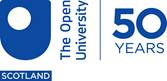 The Open
University
50
YEARS
SCOTLAND